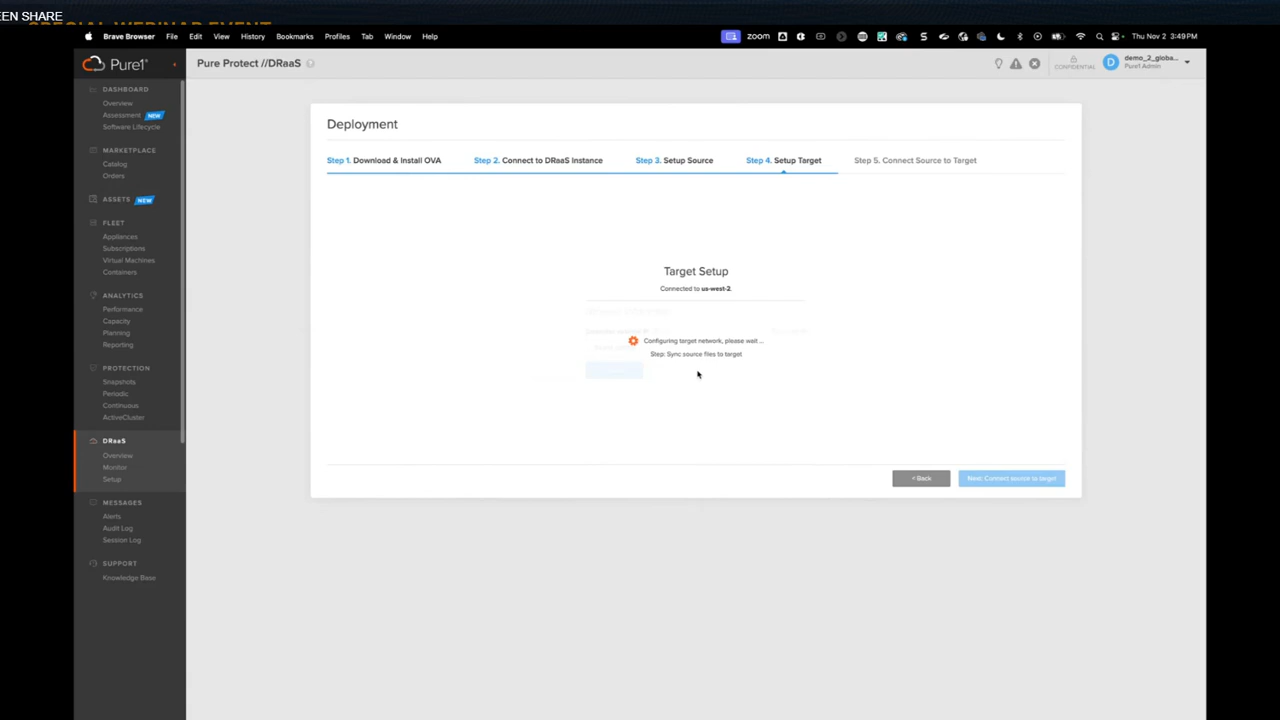 EEN SHARE
SPECIAL WEBINAR EVENT
Brave Browser File Edit View History Bookmarks Profiles Tab Window Help
zoom
Thu Nov 2 3:49 PM
Pure1®
Pure Protect //DRaaS
CONFIDENTIAL
D
demo_2_globa...
Pure1 Admin
DASHBOARD
Overview
Assessment NEW
Software Lifecycle
MARKETPLACE
Catalog
Orders
ASSETS NEW
FLEET
Appliances
Subscriptions
Virtual Machines
Containers
ANALYTICS
Performance
Capacity
Planning
Reporting
PROTECTION
Snapshots
Periodic
Continuous
ActiveCluster
DRaaS
Overview
Monitor
Setup
MESSAGES
Alerts
Audit Log
Session Log
SUPPORT
Knowledge Base
Deployment
Step 1. Download & Install OVA
Step 2. Connect to DRaaS Instance
Step 3. Setup Source
Step 4. Setup Target
Step 5. Connect Source to Target
Target Setup
Connected to us-west-2.
Configuring target network, please wait ...
Step: Sync source files to target
< Back
Next: Connect source to target